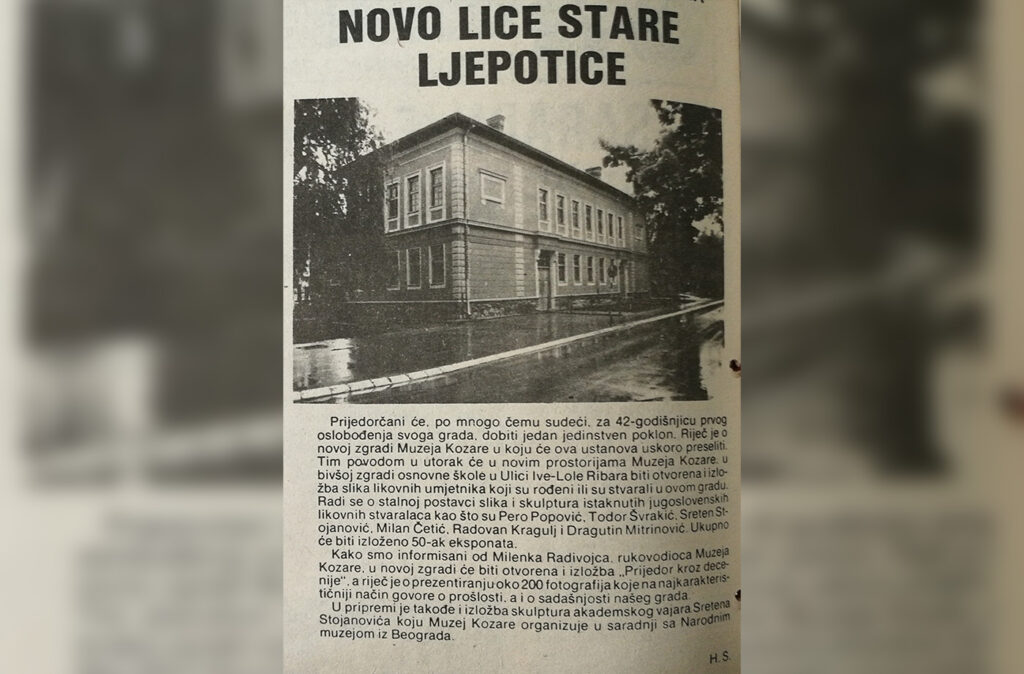 NOVO LICE STARE
LJEPOTICE
Prijedorčani će, po mnogo čemu sudeći, za 42-godišnjicu prvog
oslobođenja svoga grada, dobiti jedan jedinstven poklon. Riječ je o
novoj zgradi Muzeja Kozare u koju će ova ustanova uskoro preseliti.
Tim povodom u utorak će u novim prostorijama Muzeja Kozare, u
bivšoj zgradi osnovne škole u Ulici Ive-Lole Ribara biti otvorena i izlo-
žba slika likovnih umjetnika koji su rođeni ili su stvarali u ovom gradu.
Radi se o stalnoj postavci slika i skulptura istaknutih jugoslovenskih
likovnih stvaralaca kao što su Pero Popović, Todor Švrakić, Sreten St-
ojanović, Milan Četić, Radovan Kragulj i Dragutin Mitrinović. Ukupno
će biti izloženo 50-ak eksponata.
Kako smo informisani od Milenka Radivojca, rukovodioca Muzeja
Kozare, u novoj zgradi će biti otvorena i izložba „Prijedor kroz dece-
nije", a riječ je o prezentiranju oko 200 fotografija koje na najkarakteris-
tičniji način govore o prošlosti, a i o sadašnjosti našeg grada.
U pripremi je takođe i izložba skulptura akademskog vajara Sretena
Stojanovića koju Muzej Kozare organizuje u saradnji sa Narodnim
muzejom iz Beograda.
H.S.